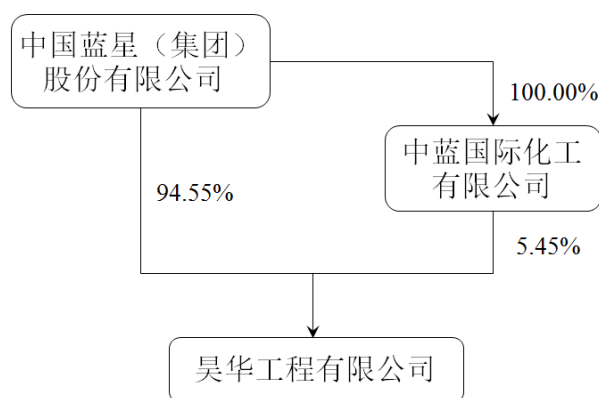 中国蓝星（集团）
股份有限公司
100.00%
中蓝国际化工
有限公司
94.55%
5.45%
昊华工程有限公司